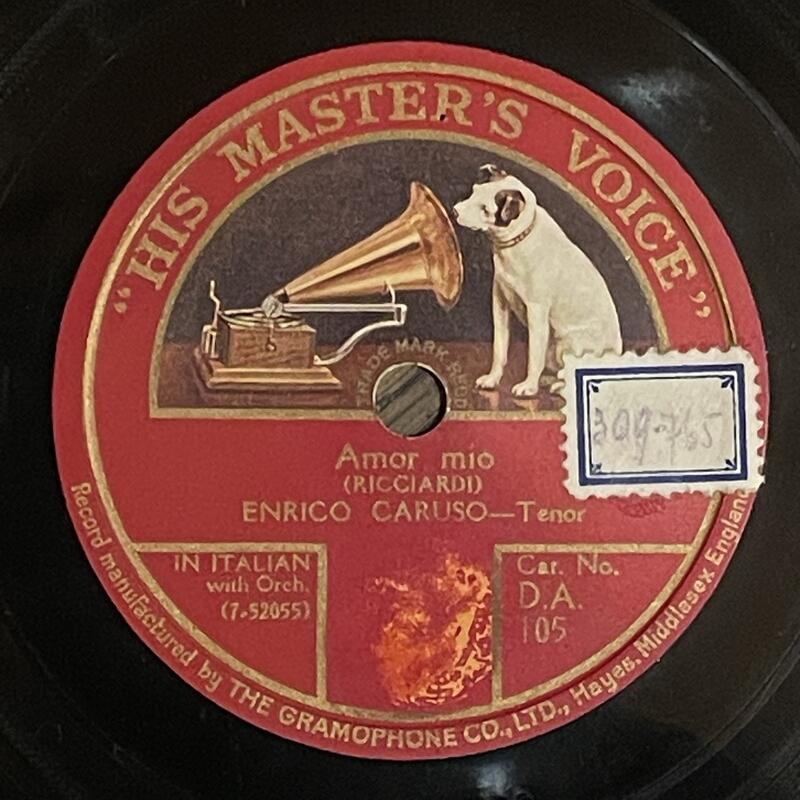 "HIS MASTER'S VOICE"
TRADE MARK REGD
Amor mio
(RICCIARDI)
ENRICO CARUSO—Tenor
IN ITALIAN
with Orch.
(7-52055)
Cat. No.
D.A.
105
Record manufactured by THE GRAMOPHONE CO., LTD., Hayes, Middlesex England